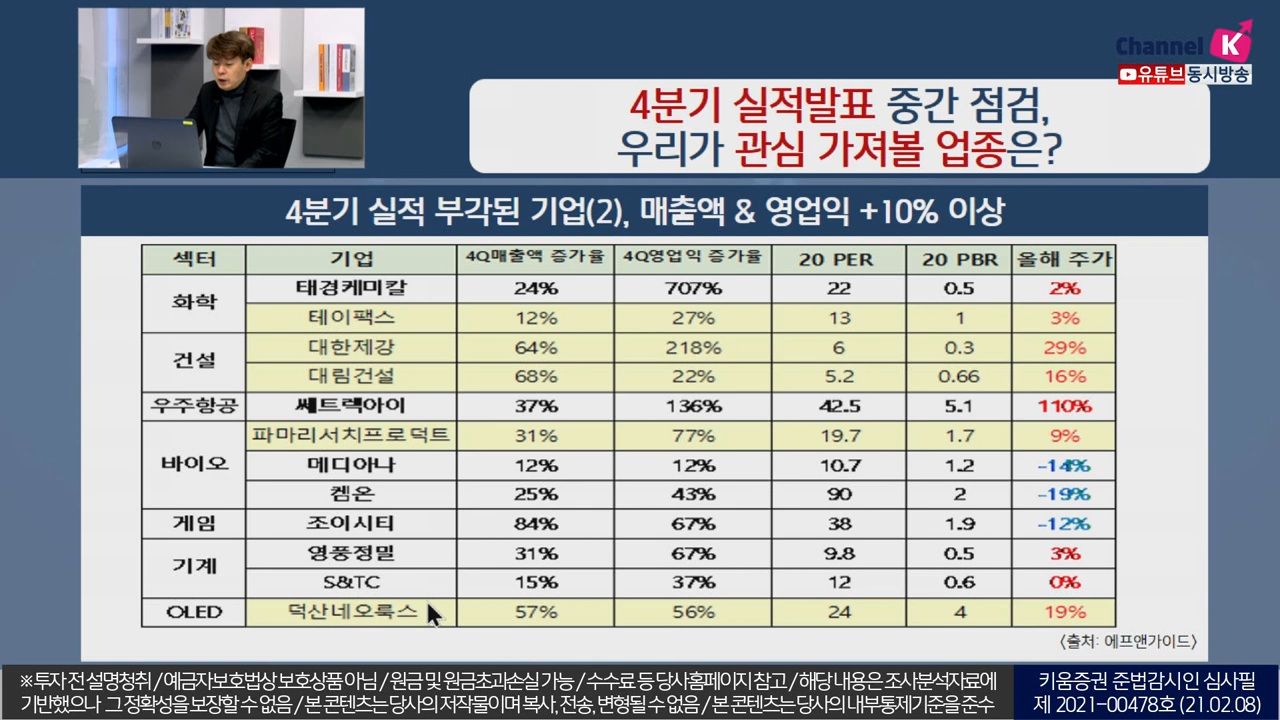 Channel K
유튜브 동시방송
4분기 실적발표 중간 점검,
우리가 관심 가져볼 업종은?
4분기 실적 부각된 기업(2), 매출액 & 영업익 +10% 이상
섹터 기업 4Q매출액 증가율 4Q영업익 증가율 20 PER 20 PBR 올해 주가
화학 태경케미칼 24% 707% 22 0.5 2%
테이팩스 12% 27% 13 1 3%
건설 대한제강 64% 218% 6 0.3 29%
대림건설 68% 22% 5.2 0.66 16%
우주항공 쎄트렉아이 37% 136% 42.5 5.1 110%
바이오 파마리서치프로덕트 31% 77% 19.7 1.7 9%
메디아나 12% 12% 10.7 1.2 -14%
켐온 25% 43% 90 2 -19%
게임 조이시티 84% 67% 38 1.9 -12%
기계 영풍정밀 31% 67% 9.8 0.5 3%
S&TC 15% 37% 12 0.6 0%
OLED 덕산네오룩스 57% 56% 24 4 19%
<출처: 에프앤가이드>
※ 투자 전 설명청취 / 예금자보호법상 보호상품 아님 / 원금 및 원금초과손실 가능 / 수수료 등 당사홈페이지 참고 / 해당 내용은 조사분석자료에
기반했으나 그 정확성을 보장할 수 없음 / 본 콘텐츠는 당사의 저작물이며 복사, 전송, 변형될 수 없음 / 본 콘텐츠는 당사의 내부통제기준을 준수
키움증권 준법감시인 심사필
제 2021-00478호 (21.02.08)